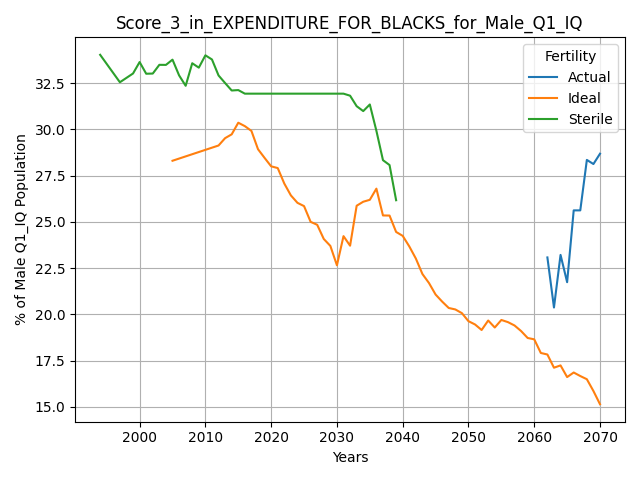 Score_3_in_EXPENDITURE_FOR_BLACKS_for_Male_Q1_IQ
Fertility
Actual
Ideal
Sterile
% of Male Q1_IQ Population
32.5
30.0
27.5
25.0
22.5
20.0
17.5
15.0
2000 2010 2020 2030 2040 2050 2060 2070
Years